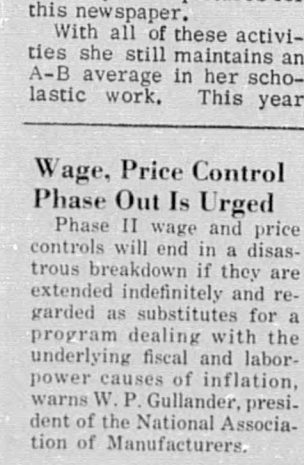 this newspaper.
With all of these activi-
ties she still maintains an
A-B average in her scho-
lastic work. This year
Wage, Price Control
Phase Out Is Urged
Phase II wage and price
controls will end in a disas-
trous breakdown if they are
extended indefinitely and re-
garded as substitutes for a
program dealing with the
underlying fiscal and labor-
power causes of inflation,
warns W. P. Gullander, presi-
dent of the National Associa-
tion of Manufacturers.